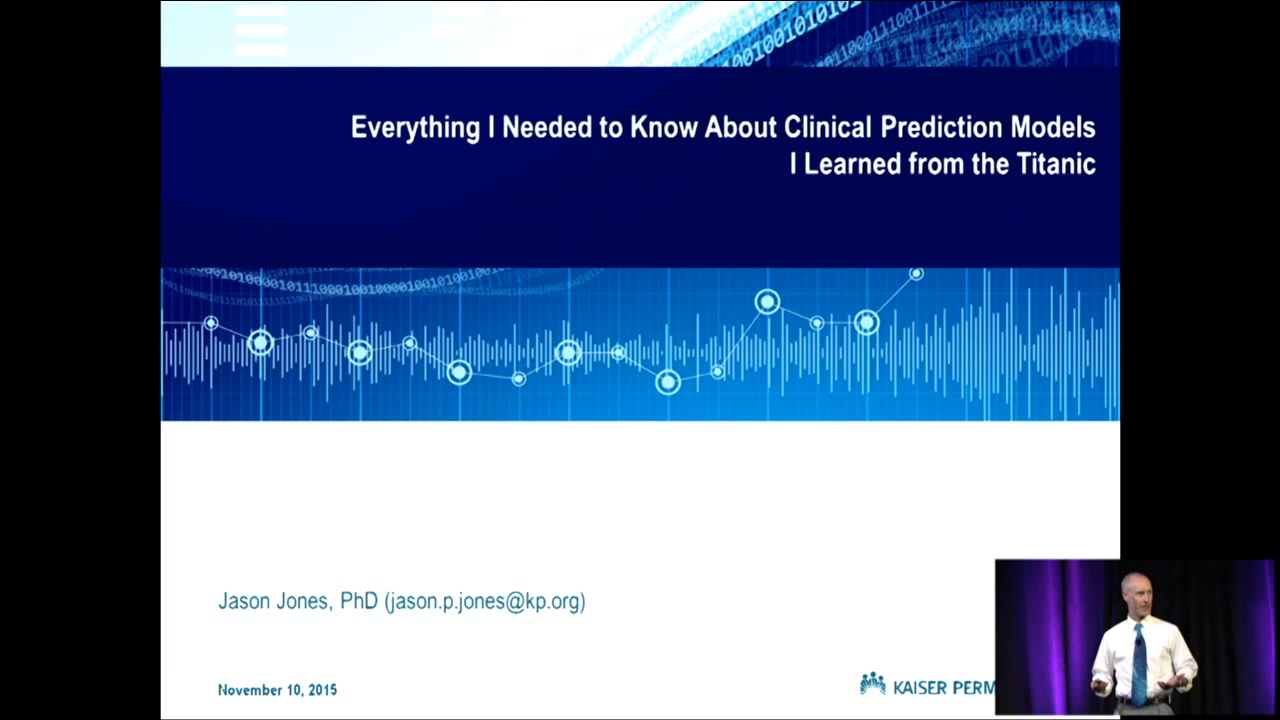 Everything I Needed to Know About Clinical Prediction Models
I Learned from the Titanic
Jason Jones, PhD (jason.p.jones@kp.org)
November 10, 2015
KAISER PERM